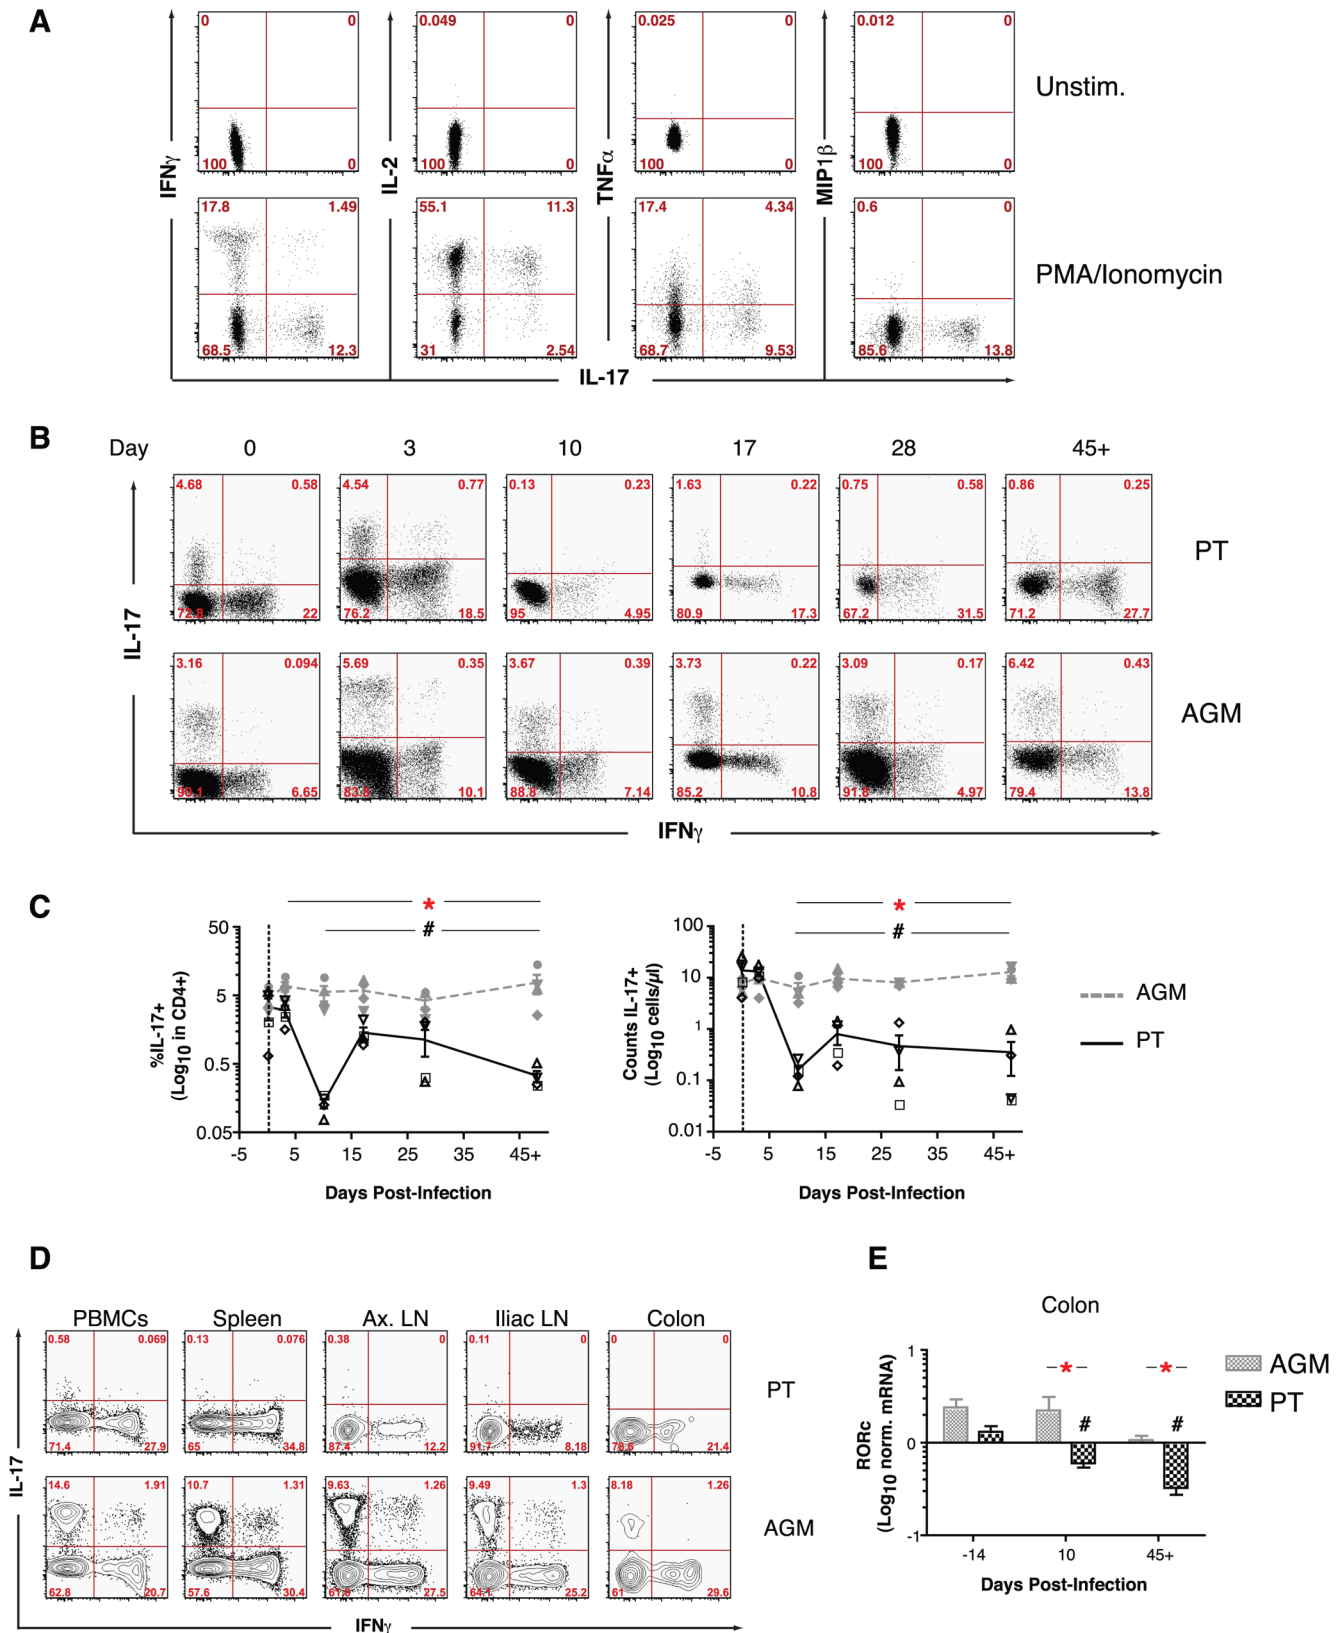 A
0 0
0.049 0
0.025 0
0.012 0
100 0
100 0
100 0
100 0
Unstim.
IFNγ
IL-2
TNFα
MIP1β
17.8 1.49
55.1 11.3
17.4 4.34
0.6 0
68.5 12.3
31 2.54
68.7 9.53
85.6 13.8
PMA/Ionomycin
IL-17
B
Day 0 3 10 17 28 45+
4.68 0.58
4.54 0.77
0.13 0.23
1.63 0.22
0.75 0.58
0.86 0.25
72.8 22
76.2 18.5
95 4.95
80.9 17.3
67.2 31.5
71.2 27.7
PT
IL-17
3.16 0.094
5.69 0.35
3.67 0.39
3.73 0.22
3.09 0.17
6.42 0.43
90.1 6.65
10.1
88.8 7.14
85.2 10.8
4.97
79.4 13.8
AGM
IFNγ
C
*
#
50
5
0.5
0.05
-5 5 15 25 35 45+
%IL-17+
(Log10 in CD4+)
Days Post-Infection
*
#
100
10
1
0.1
0.01
-5 5 15 25 35 45+
Counts IL-17+
(Log10 cells/µl)
Days Post-Infection
AGM
PT
D
PBMCs Spleen Ax. LN Iliac LN Colon
0.58 0.069
0.13 0.076
0.38 0
0.11 0
0 0
71.4 27.9
65 34.8
87.4 12.2
91.7 8.18
78.6 21.4
PT
IL-17
14.6 1.91
10.7 1.31
9.63 1.26
9.49 1.3
8.18 1.26
62.8 20.7
57.6 30.4
27.5
64.1 25.2
61 29.6
AGM
IFNγ
E
Colon
1
0
-1
* *
# #
RORc
(Log10 norm. mRNA)
-14 10 45+
Days Post-Infection
AGM
PT